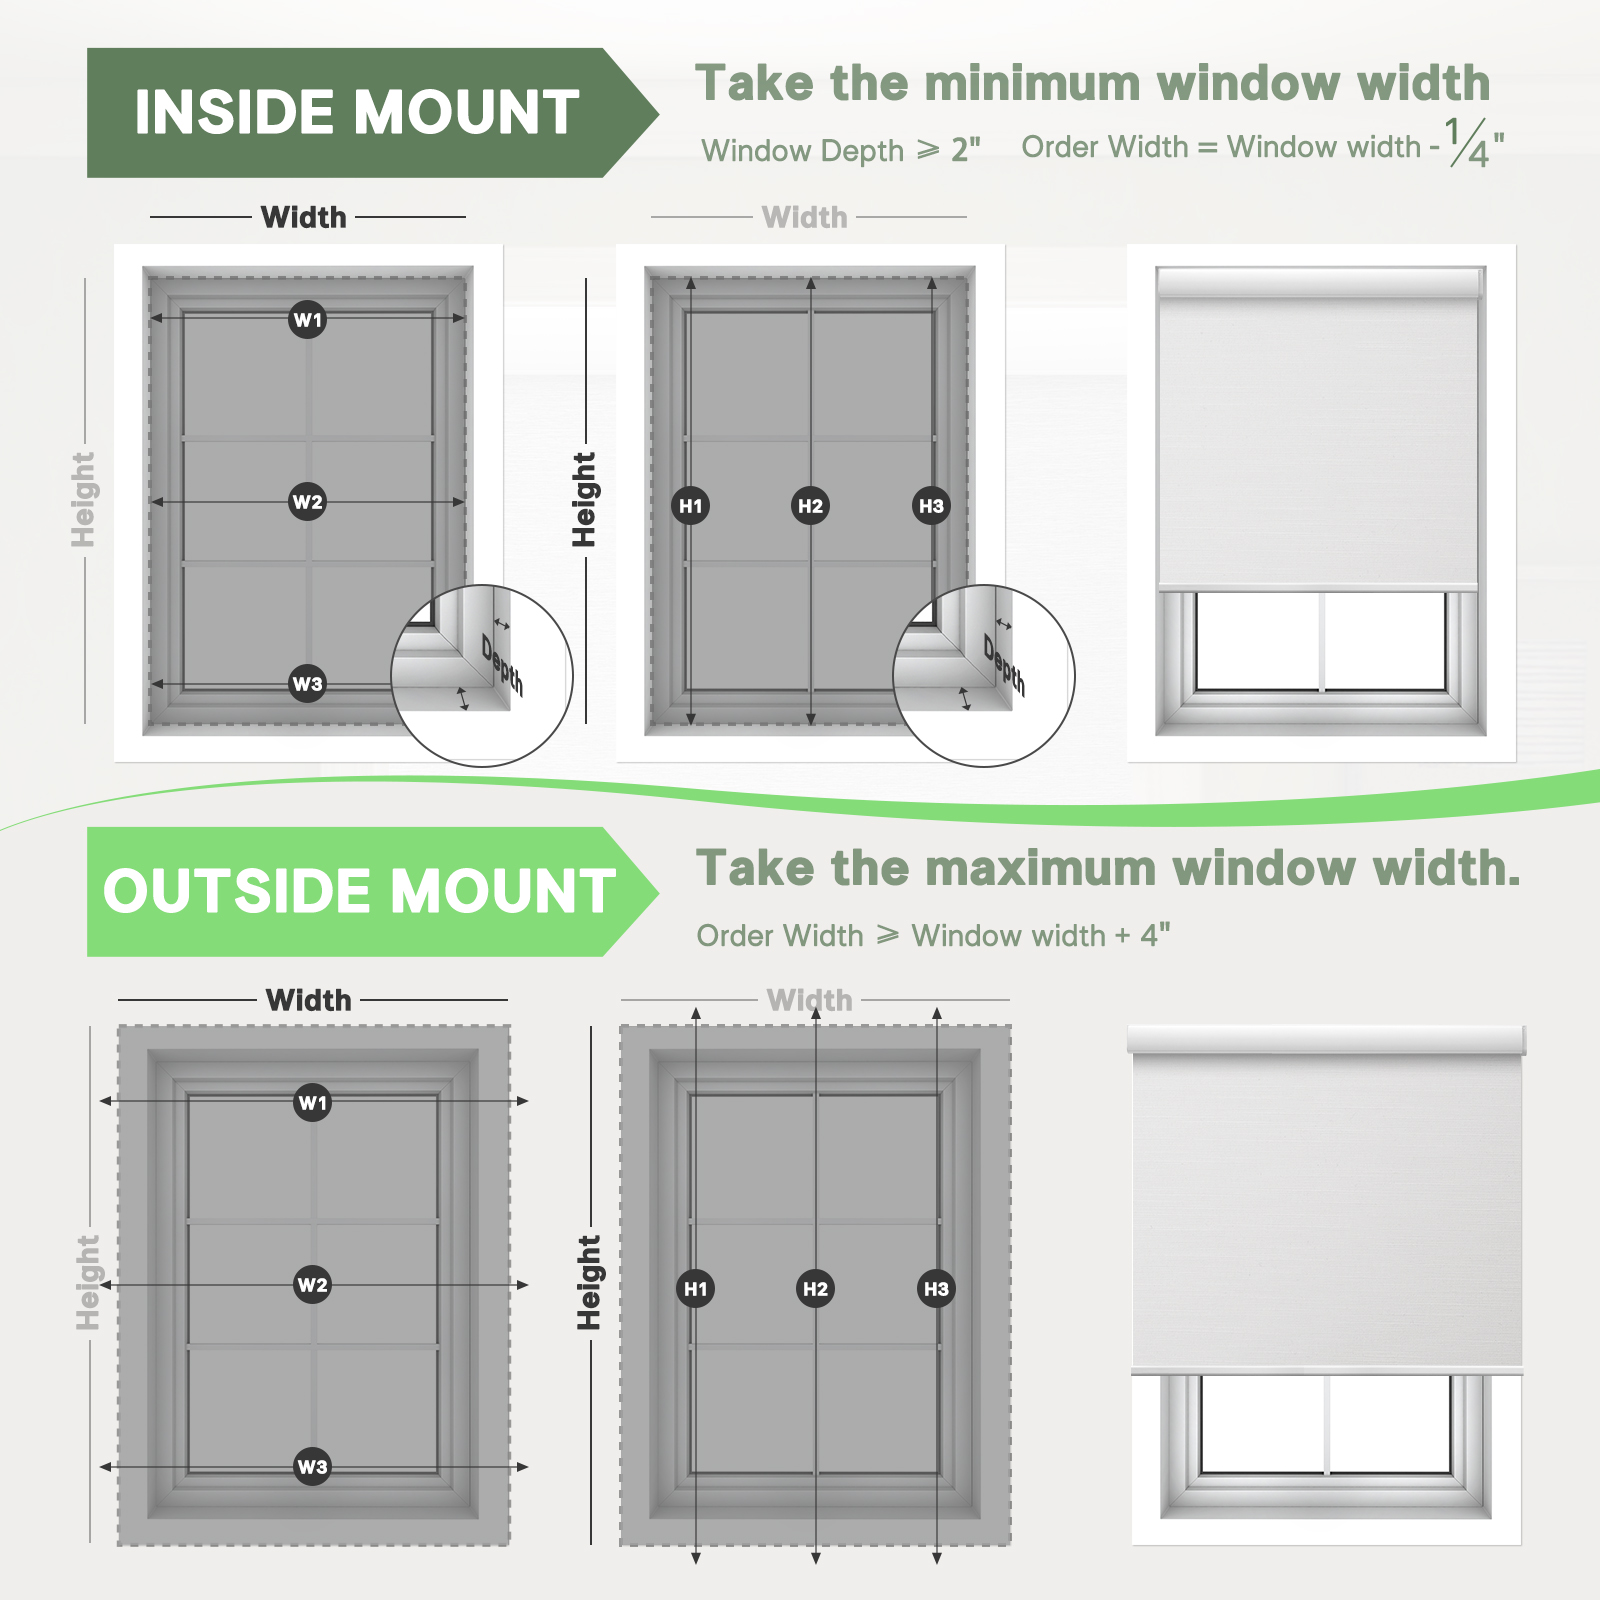 INSIDE MOUNT
Take the minimum window width
Window Depth ⩾ 2"
Order Width = Window width - 1/4"
Width
Width
Height
W1
W2
W3
Depth
Height
H1 H2 H3
Depth
OUTSIDE MOUNT
Take the maximum window width.
Order Width ⩾ Window width + 4"
Width
Width
Height
W1
W2
W3
Height
H1 H2 H3